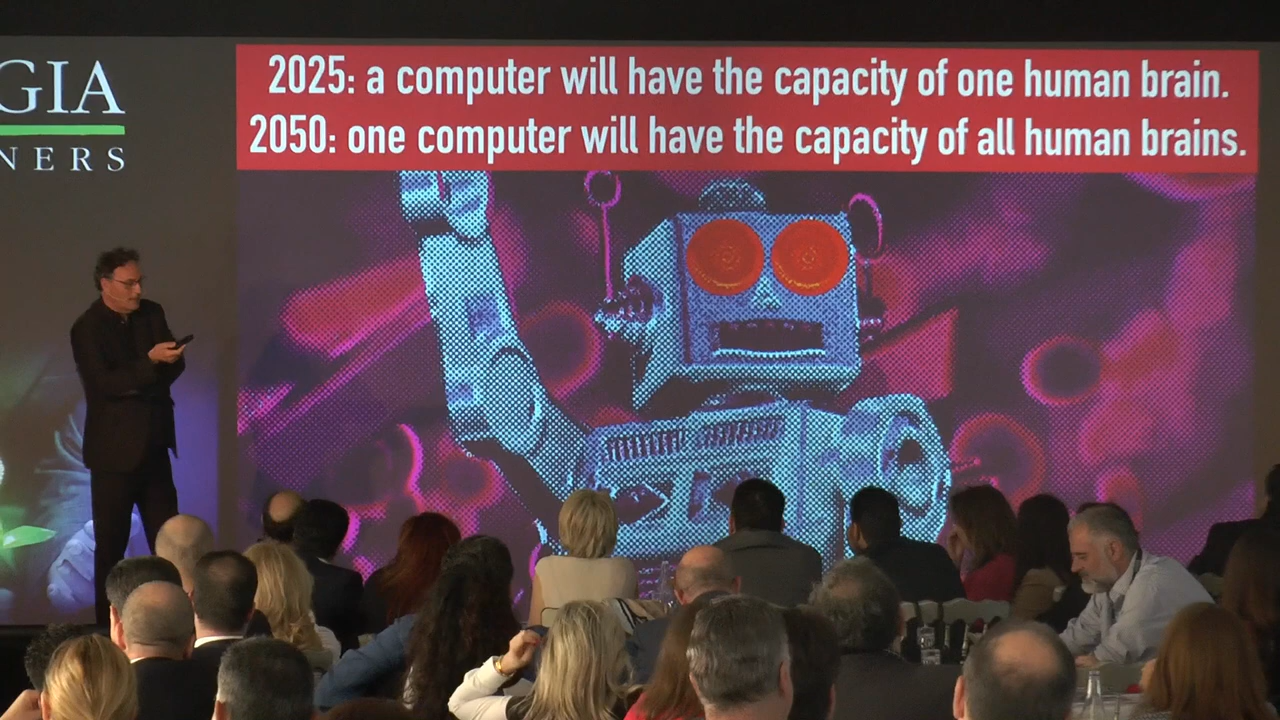 GIA
NERS
2025: a computer will have the capacity of one human brain.
2050: one computer will have the capacity of all human brains.